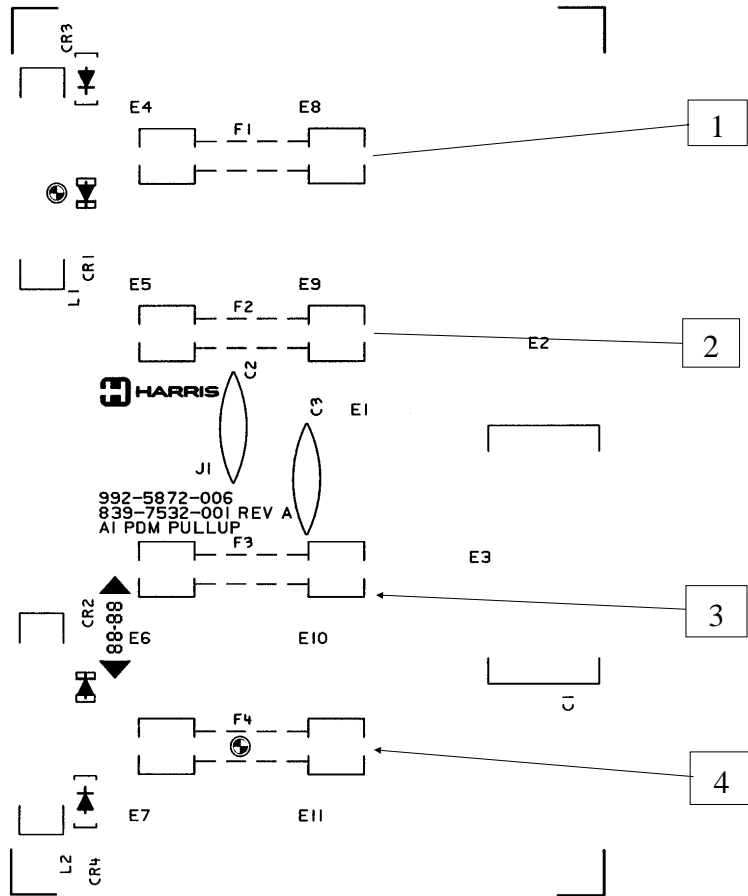 CR3
E4
E8
F1
1
CR1
L1
E5
E9
F2
E2
2
C2
HARRIS
C3
E1
J1
992-5872-006
839-7532-001 REV A
A1 PDM PULLUP
F3
E3
CR2
88-88
E6
E10
3
C1
F4
4
E7
E11
L2
CR4